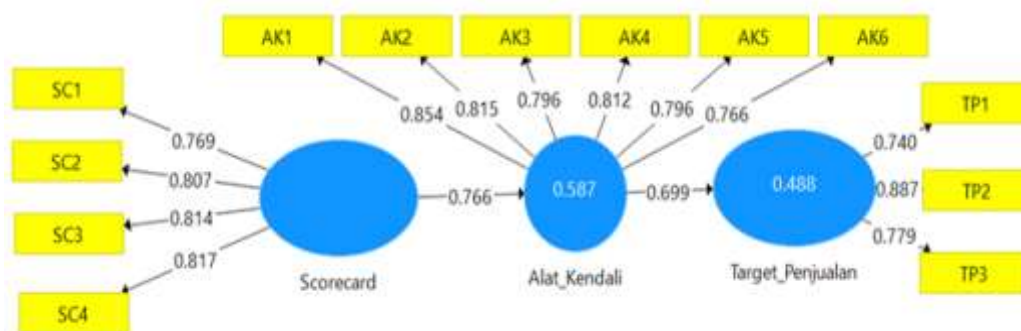 AK1 AK2 AK3 AK4 AK5 AK6
SC1
SC2
SC3
SC4
0.769
0.807
0.814
0.817
Scorecard
0.766
0.854
0.815
0.796
0.812
0.796
0.766
0.587
Alat_Kendali
0.699
0.488
Target_Penjualan
0.740
0.887
0.779
TP1
TP2
TP3